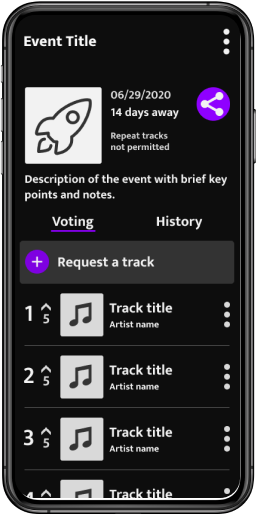 Event Title
06/29/2020
14 days away
Repeat tracks
not permitted
Description of the event with brief key
points and notes.
Voting History
Request a track
1 5 Track title
Artist name
2 5 Track title
Artist name
3 5 Track title
Artist name
Track title